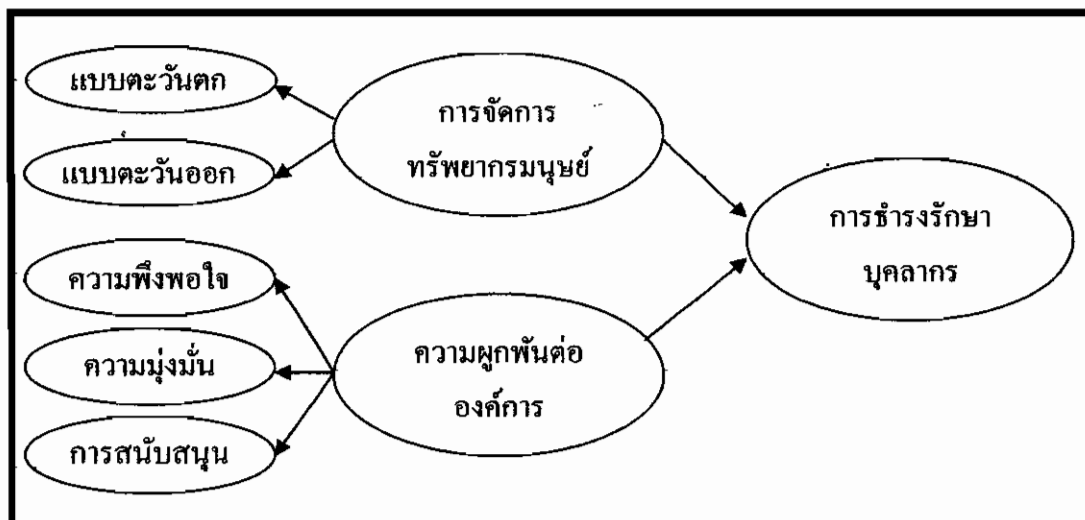 แบบตะวันตก
แบบตะวันออก
การจัดการ
ทรัพยากรมนุษย์
ความพึงพอใจ
ความมุ่งมั่น
การสนับสนุน
ความผูกพันต่อ
องค์การ
การธำรงรักษา
บุคลากร